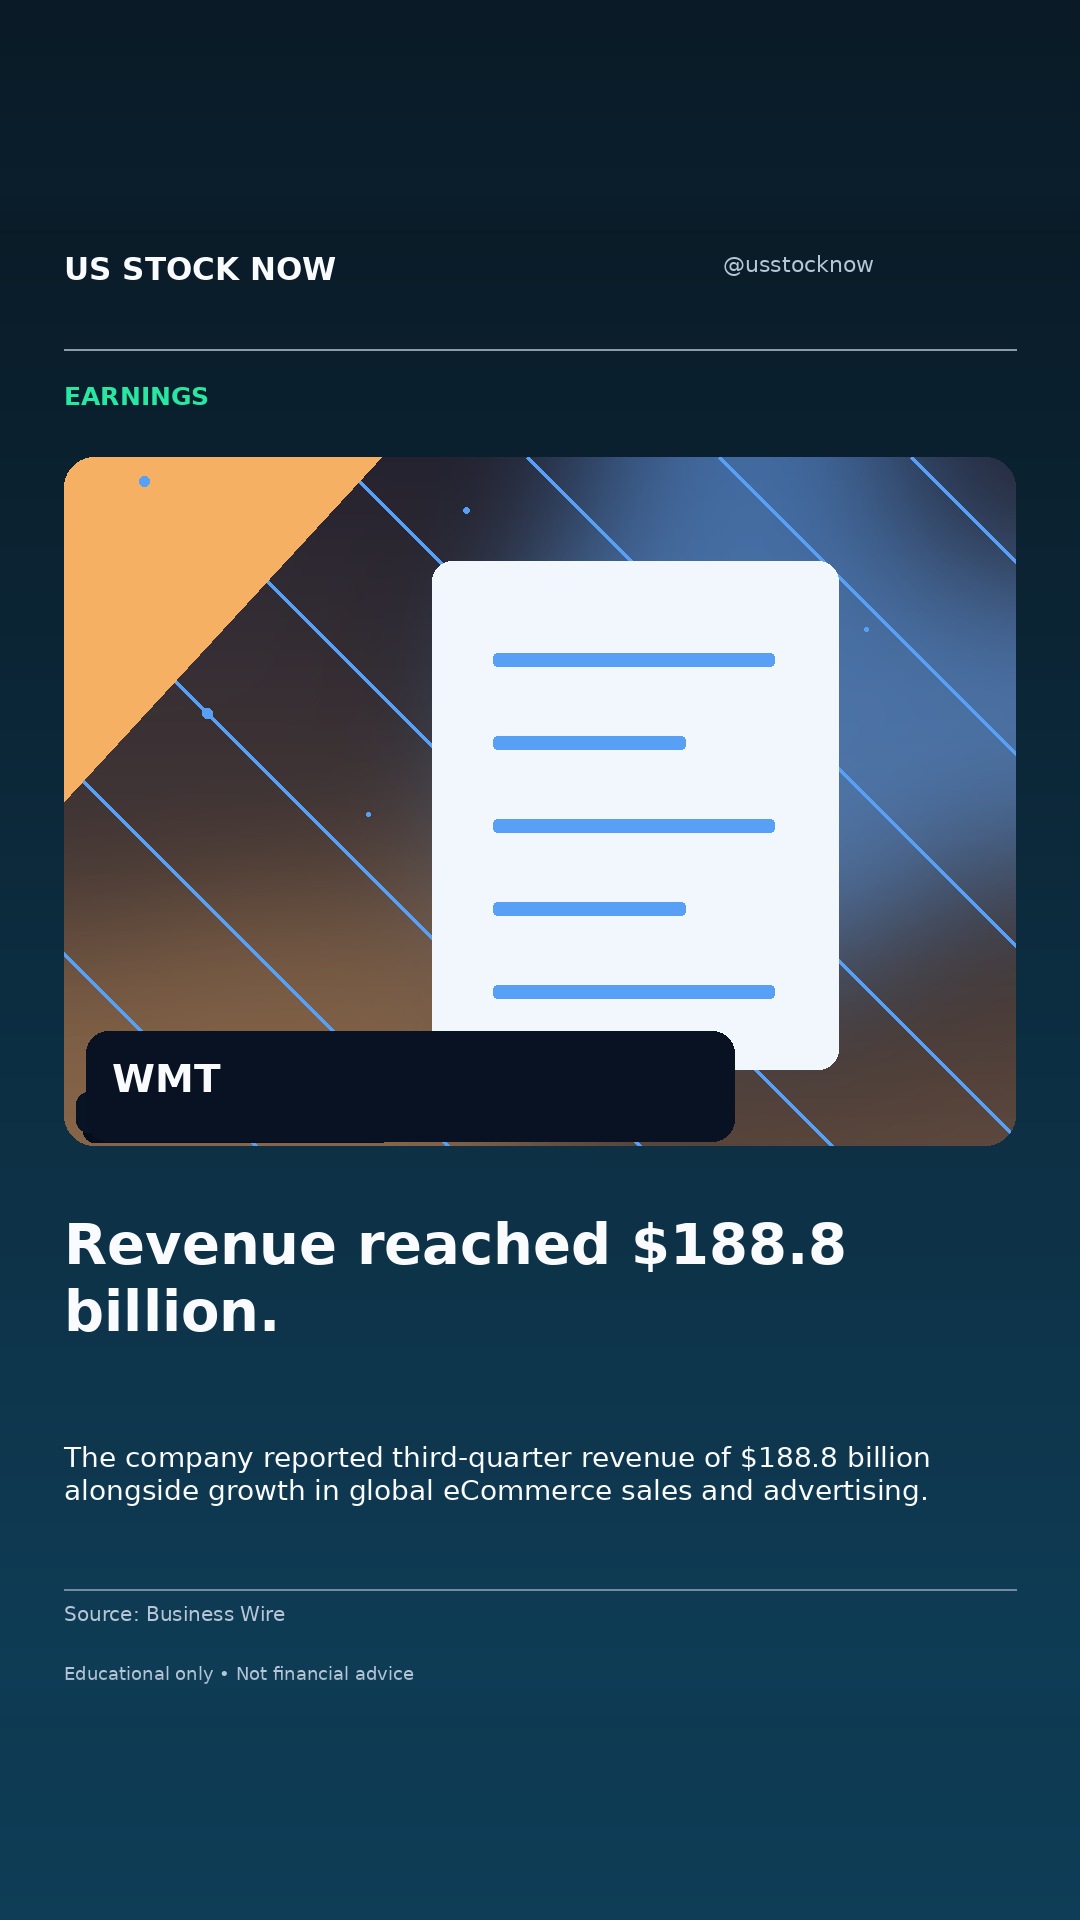 US STOCK NOW
@usstocknow
EARNINGS
WMT
Revenue reached $188.8
billion.
The company reported third-quarter revenue of $188.8 billion
alongside growth in global eCommerce sales and advertising.
Source: Business Wire
Educational only • Not financial advice